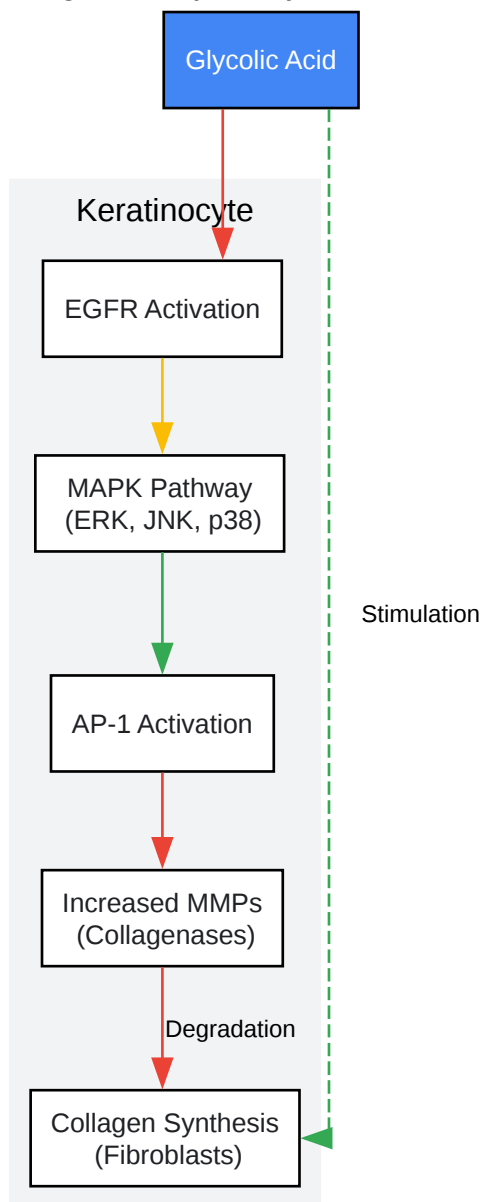 Glycolic Acid
Keratinocyte
EGFR Activation
MAPK Pathway
(ERK, JNK, p38)
Stimulation
AP-1 Activation
Increased MMPs
(Collagenases)
Degradation
Collagen Synthesis
(Fibroblasts)